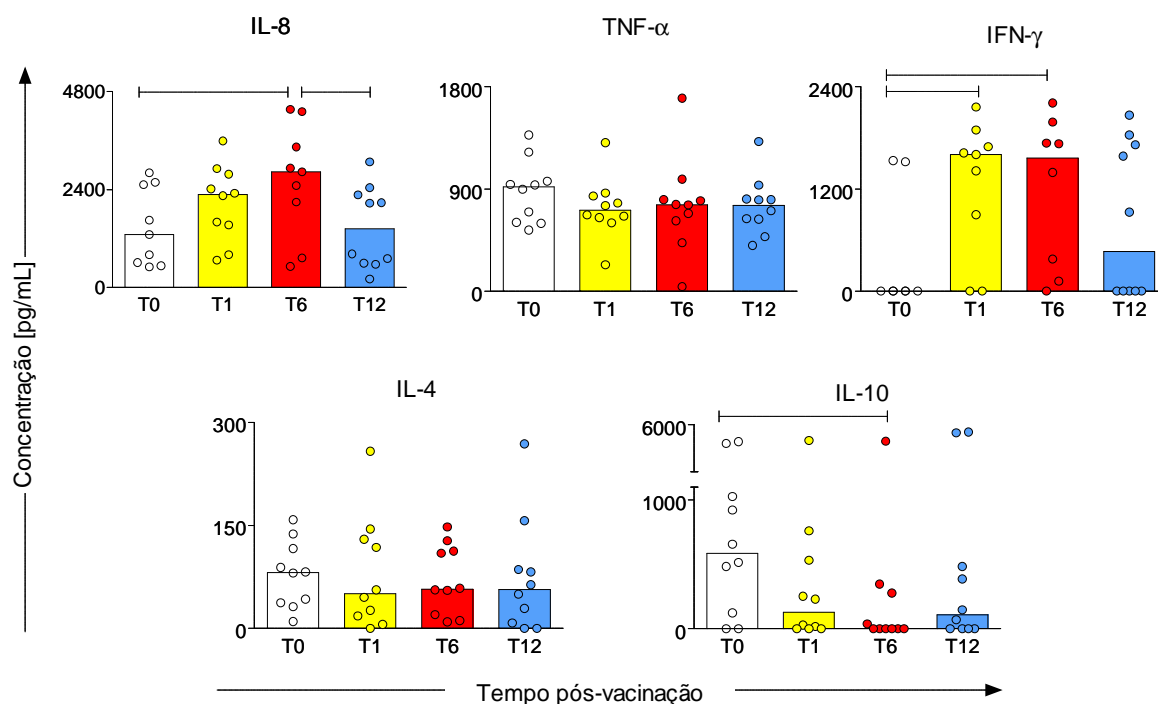 IL-8
TNF-α
IFN-γ
4800
2400
0
T0 T1 T6 T12
1800
900
0
T0 T1 T6 T12
2400
1200
0
T0 T1 T6 T12
Concentração [pg/mL]
IL-4
IL-10
300
150
0
T0 T1 T6 T12
6000
1000
0
T0 T1 T6 T12
Tempo pós-vacinação